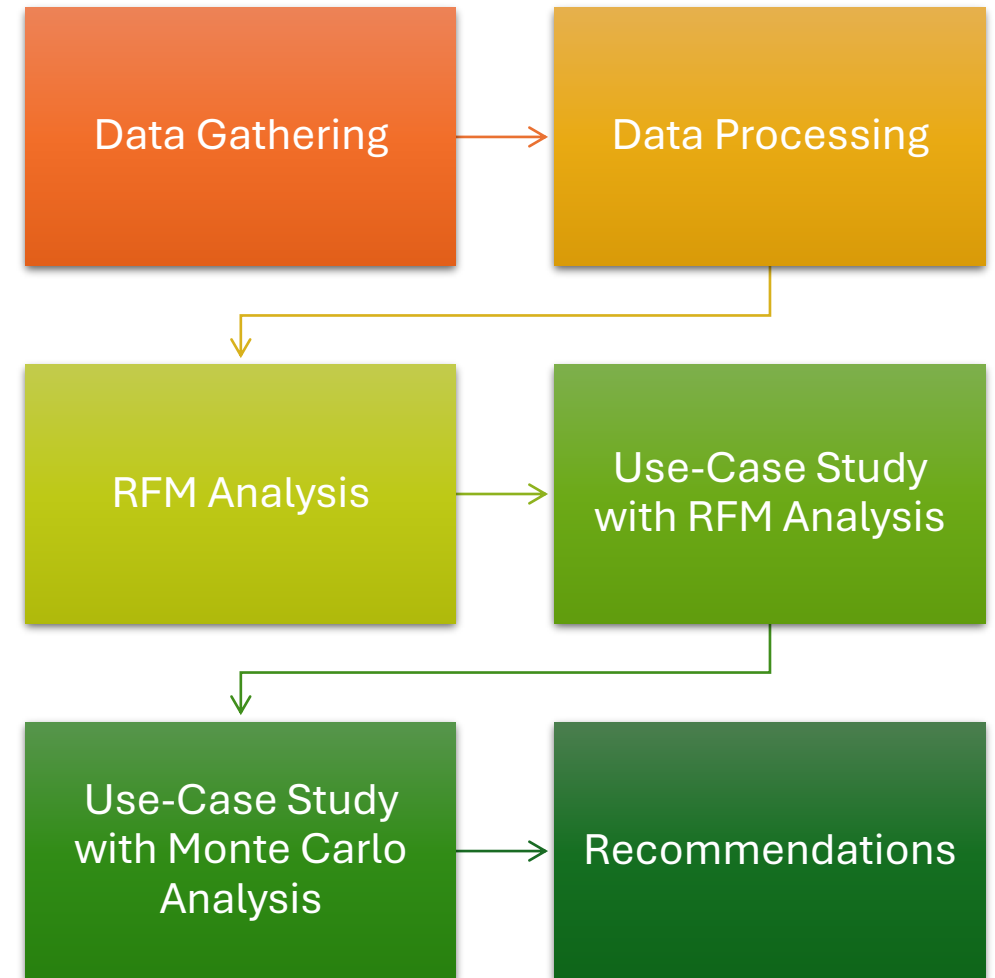 Data Gathering
Data Processing
RFM Analysis
Use-Case Study
with RFM Analysis
Use-Case Study
with Monte Carlo
Analysis
Recommendations